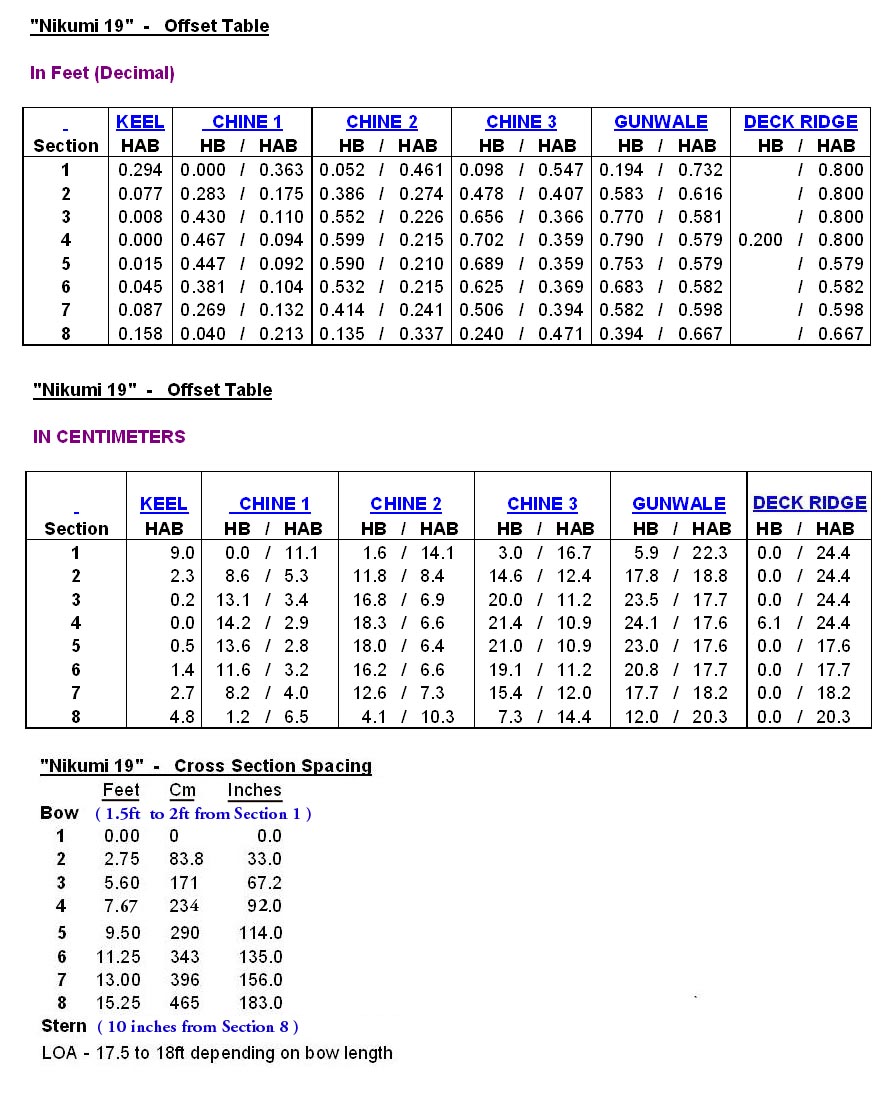 "Nikumi 19" - Offset Table
In Feet (Decimal)
KEEL CHINE 1 CHINE 2 CHINE 3 GUNWALE DECK RIDGE
Section HAB HB / HAB HB / HAB HB / HAB HB / HAB HB / HAB
1 0.294 0.000 / 0.363 0.052 / 0.461 0.098 / 0.547 0.194 / 0.732 / 0.800
2 0.077 0.283 / 0.175 0.386 / 0.274 0.478 / 0.407 0.583 / 0.616 / 0.800
3 0.008 0.430 / 0.110 0.552 / 0.226 0.656 / 0.366 0.770 / 0.581 / 0.800
4 0.000 0.467 / 0.094 0.599 / 0.215 0.702 / 0.359 0.790 / 0.579 0.200 / 0.800
5 0.015 0.447 / 0.092 0.590 / 0.210 0.689 / 0.359 0.753 / 0.579 / 0.579
6 0.045 0.381 / 0.104 0.532 / 0.215 0.625 / 0.369 0.683 / 0.582 / 0.582
7 0.087 0.269 / 0.132 0.414 / 0.241 0.506 / 0.394 0.582 / 0.598 / 0.598
8 0.158 0.040 / 0.213 0.135 / 0.337 0.240 / 0.471 0.394 / 0.667 / 0.667
"Nikumi 19" - Offset Table
IN CENTIMETERS
KEEL CHINE 1 CHINE 2 CHINE 3 GUNWALE DECK RIDGE
Section HAB HB / HAB HB / HAB HB / HAB HB / HAB HB / HAB
1 9.0 0.0 / 11.1 1.6 / 14.1 3.0 / 16.7 5.9 / 22.3 0.0 / 24.4
2 2.3 8.6 / 5.3 11.8 / 8.4 14.6 / 12.4 17.8 / 18.8 0.0 / 24.4
3 0.2 13.1 / 3.4 16.8 / 6.9 20.0 / 11.2 23.5 / 17.7 0.0 / 24.4
4 0.0 14.2 / 2.9 18.3 / 6.6 21.4 / 10.9 24.1 / 17.6 6.1 / 24.4
5 0.5 13.6 / 2.8 18.0 / 6.4 21.0 / 10.9 23.0 / 17.6 0.0 / 17.6
6 1.4 11.6 / 3.2 16.2 / 6.6 19.1 / 11.2 20.8 / 17.7 0.0 / 17.7
7 2.7 8.2 / 4.0 12.6 / 7.3 15.4 / 12.0 17.7 / 18.2 0.0 / 18.2
8 4.8 1.2 / 6.5 4.1 / 10.3 7.3 / 14.4 12.0 / 20.3 0.0 / 20.3
"Nikumi 19" - Cross Section Spacing
Feet Cm Inches
Bow ( 1.5ft to 2ft from Section 1 )
1 0.00 0 0.0
2 2.75 83.8 33.0
3 5.60 171 67.2
4 7.67 234 92.0
5 9.50 290 114.0
6 11.25 343 135.0
7 13.00 396 156.0
8 15.25 465 183.0
Stern ( 10 inches from Section 8 )
LOA - 17.5 to 18ft depending on bow length